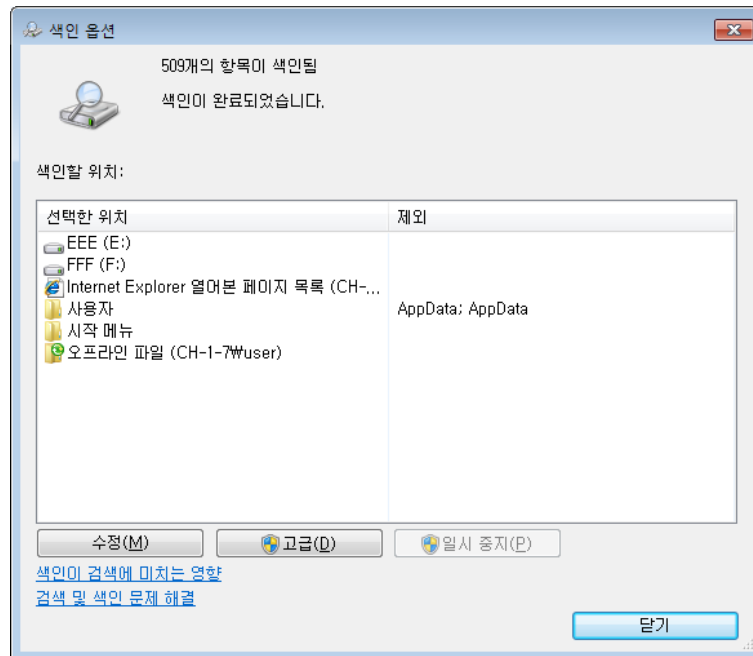 색인 옵션
509개의 항목이 색인됨
색인이 완료되었습니다.
색인할 위치:
선택한 위치 제외
EEE (E:)
FFF (F:)
Internet Explorer 열어본 페이지 목록 (CH-...
사용자 AppData; AppData
시작 메뉴
오프라인 파일 (CH-1-7₩user)
수정(M) 고급(D) 일시 중지(P)
색인이 검색에 미치는 영향
검색 및 색인 문제 해결
닫기